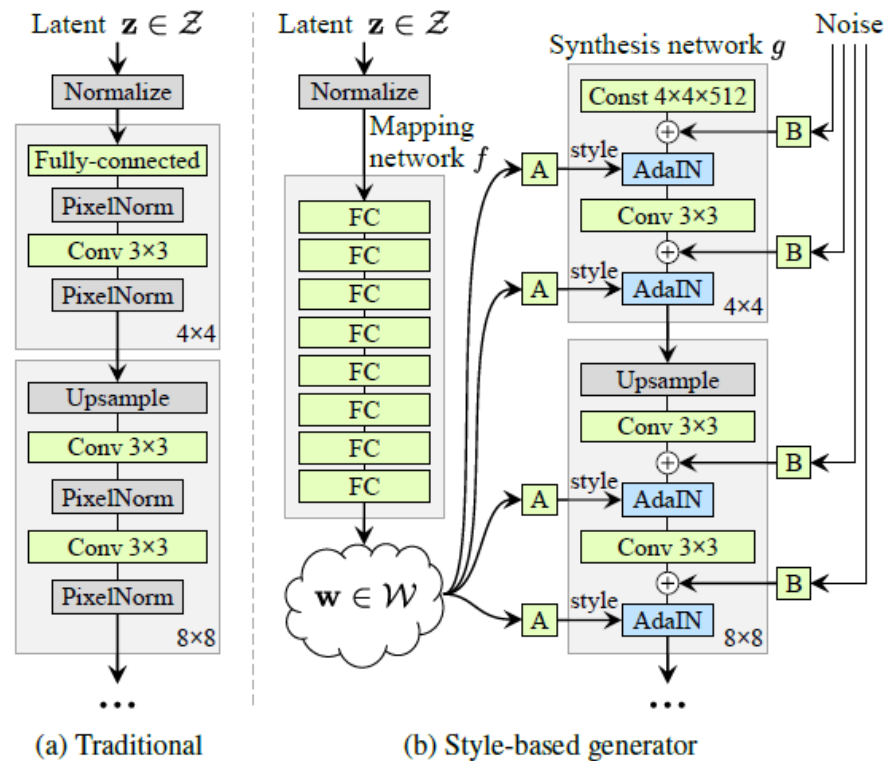 Latent z ∈ Z
Normalize
Fully-connected
PixelNorm
Conv 3×3
PixelNorm
4×4
Upsample
Conv 3×3
PixelNorm
Conv 3×3
PixelNorm
8×8
...
(a) Traditional
Latent z ∈ Z
Normalize
Mapping
network f
FC
FC
FC
FC
FC
FC
FC
FC
w ∈ W
Synthesis network g
Noise
Const 4×4×512
B
A
style
AdaIN
Conv 3×3
B
A
style
AdaIN
4×4
Upsample
Conv 3×3
B
A
style
AdaIN
Conv 3×3
B
A
style
AdaIN
8×8
...
(b) Style-based generator